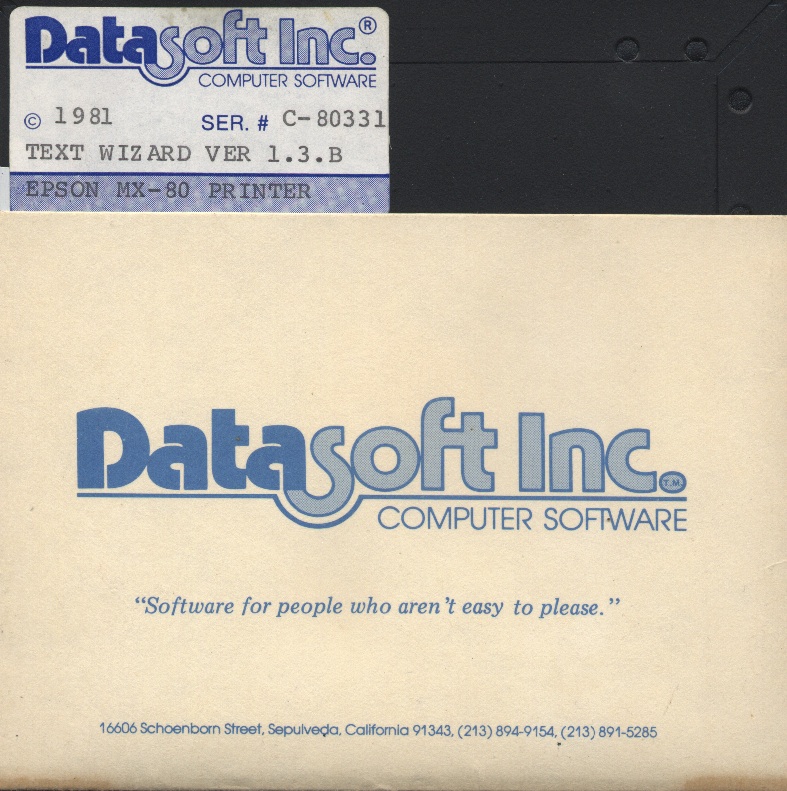 Datasoft Inc.®
COMPUTER SOFTWARE
© 1981 SER. # C-80331
TEXT WIZARD VER 1.3.B
EPSON MX-80 PRINTER
Datasoft Inc. T.M.
COMPUTER SOFTWARE
“Software for people who aren't easy to please.”
16606 Schoenborn Street, Sepulveda, California 91343, (213) 894-9154, (213) 891-5285